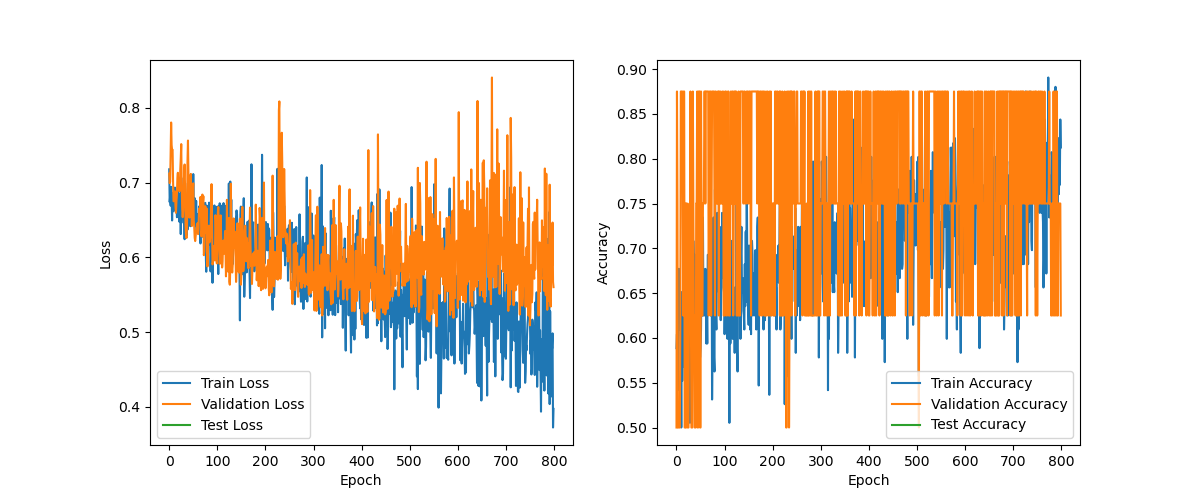 0.8
0.7
0.6
0.5
0.4
Loss
Train Loss
Validation Loss
Test Loss
0 100 200 300 400 500 600 700 800
Epoch
0.90
0.85
0.80
0.75
0.70
0.65
0.60
0.55
0.50
Accuracy
Train Accuracy
Validation Accuracy
Test Accuracy
0 100 200 300 400 500 600 700 800
Epoch